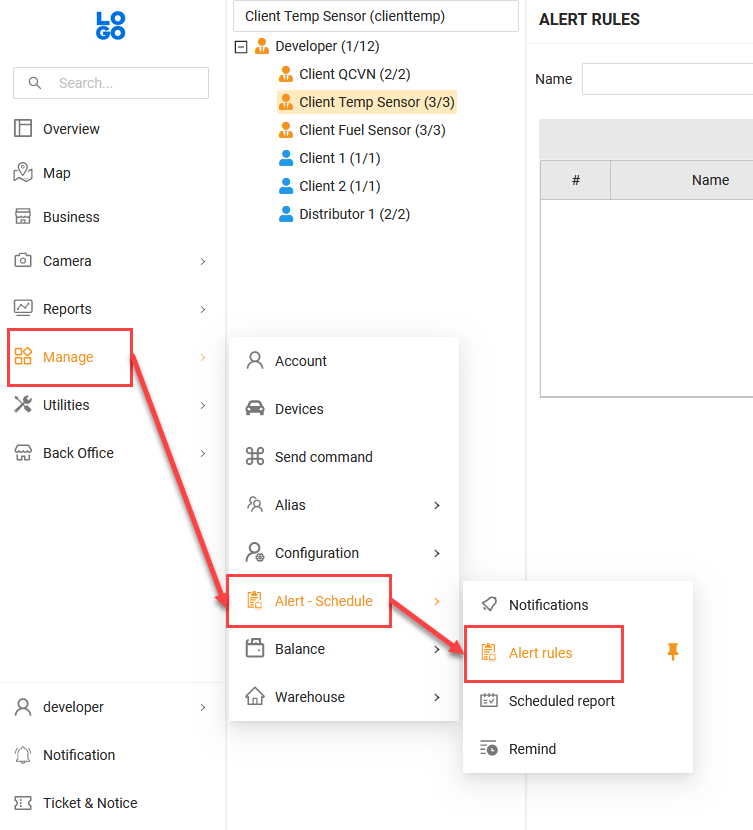 LO
GO
Search...
Overview
Map
Business
Camera
Reports
Manage
Utilities
Back Office
developer
Notification
Ticket & Notice
Client Temp Sensor (clienttemp)
Developer (1/12)
Client QCVN (2/2)
Client Temp Sensor (3/3)
Client Fuel Sensor (3/3)
Client 1 (1/1)
Client 2 (1/1)
Distributor 1 (2/2)
Account
Devices
Send command
Alias
Configuration
Alert - Schedule
Balance
Warehouse
Notifications
Alert rules
Scheduled report
Remind
ALERT RULES
Name
# Name